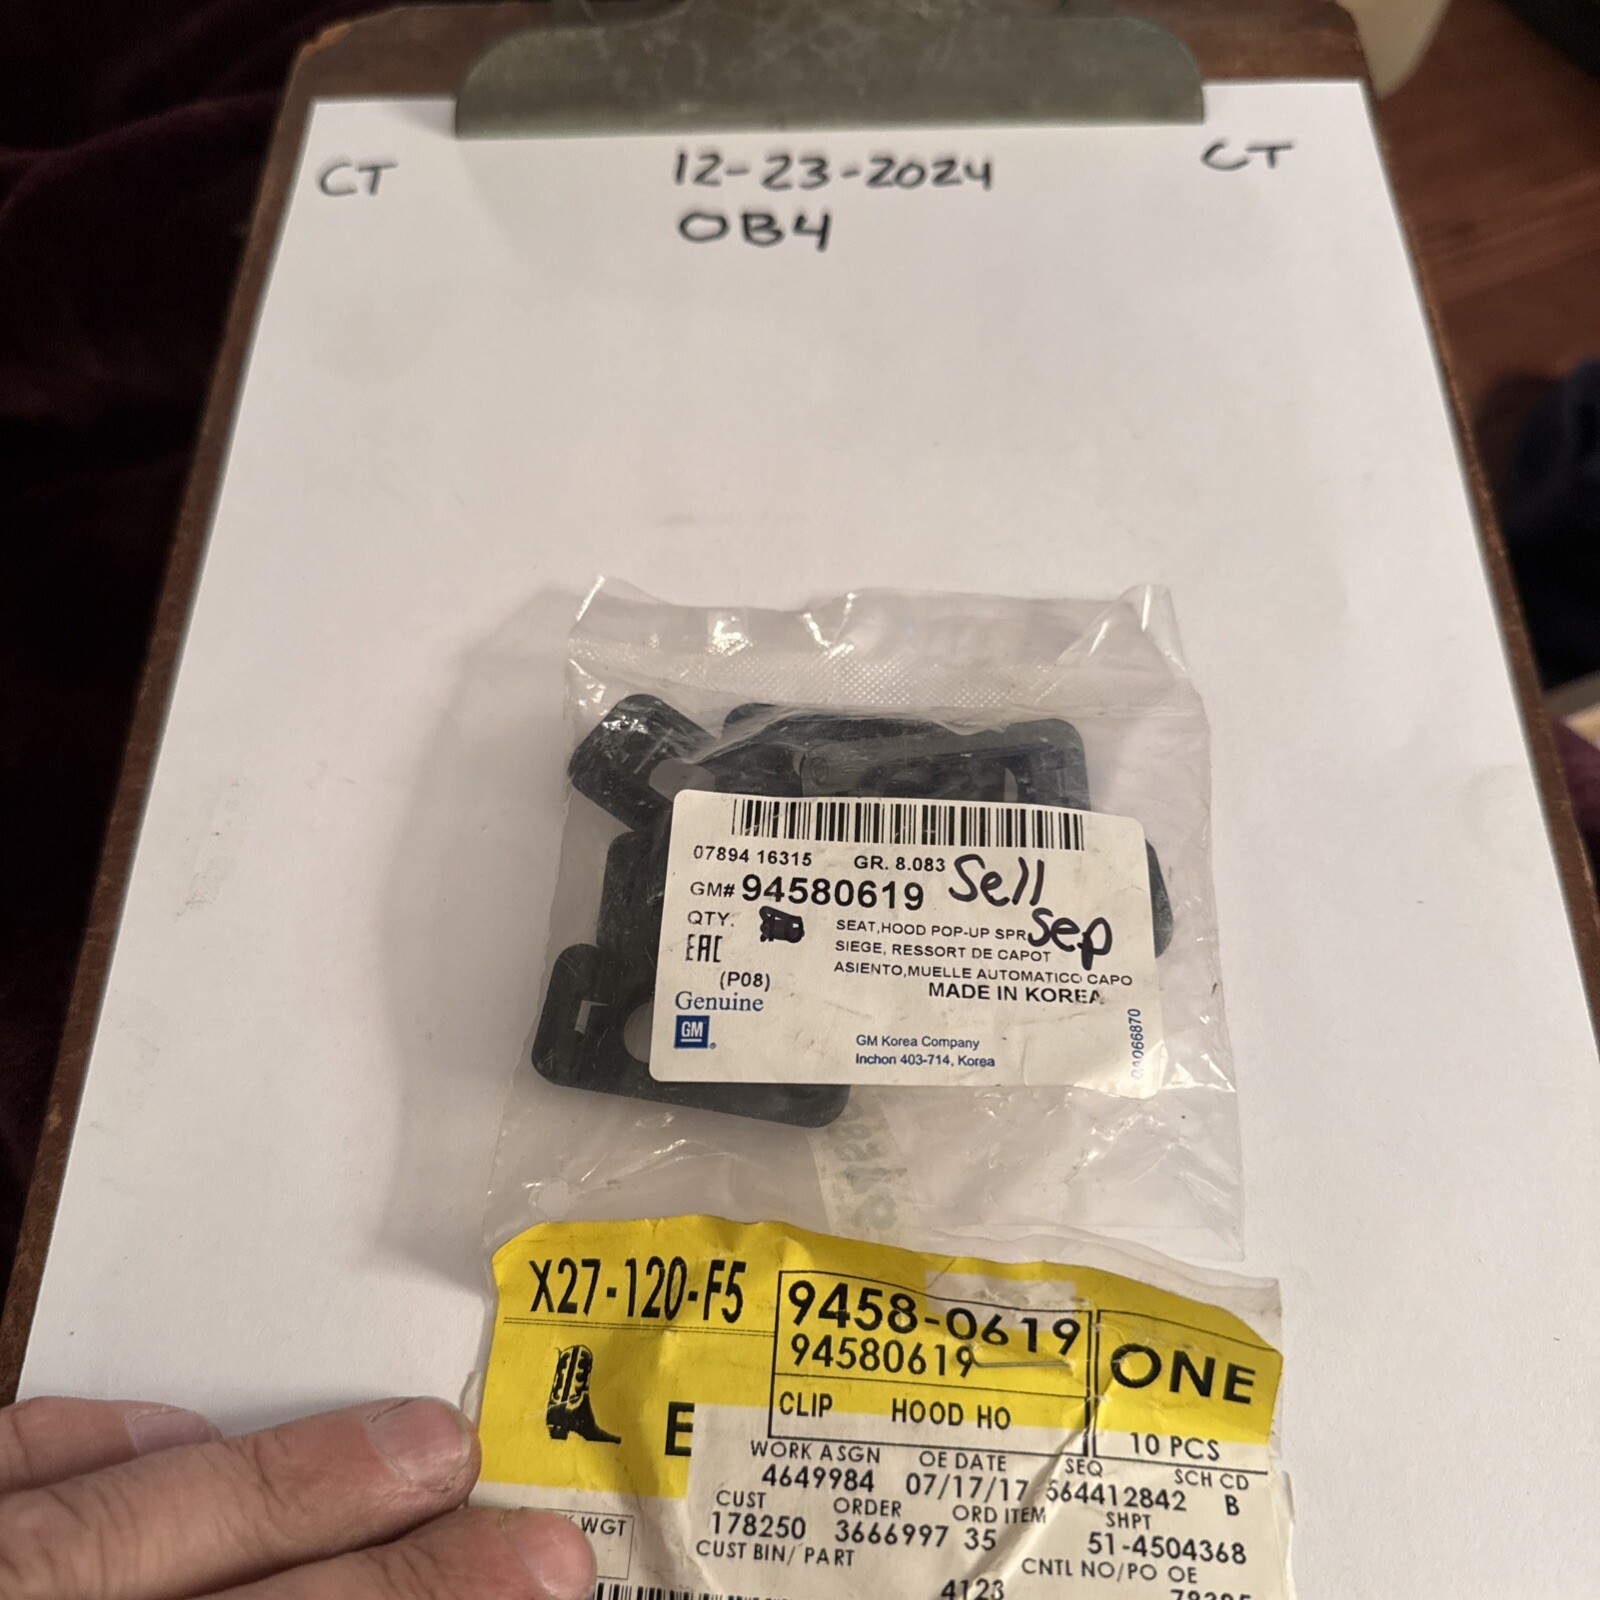 CT 12-23-2024 CT
OB4
07894 16315 GR. 8.083 Sell
GM# 94580619
QTY. SEAT,HOOD POP-UP SPR Sep
EAC SIEGE, RESSORT DE CAPOT
ASIENTO,MUELLE AUTOMATICO CAPO
(P08) MADE IN KOREA
Genuine
GM
GM Korea Company
Inchon 403-714, Korea
X27-120-F5 9458-0619 ONE
94580619
CLIP HOOD HO
E 10 PCS
WORK ASGN OE DATE SEQ SCH CD
4649984 07/17/17 564412842 B
CUST ORDER ORD ITEM SHPT
178250 3666997 35 51-4504368
WGT
CUST BIN/ PART CNTL NO/PO OE
4123